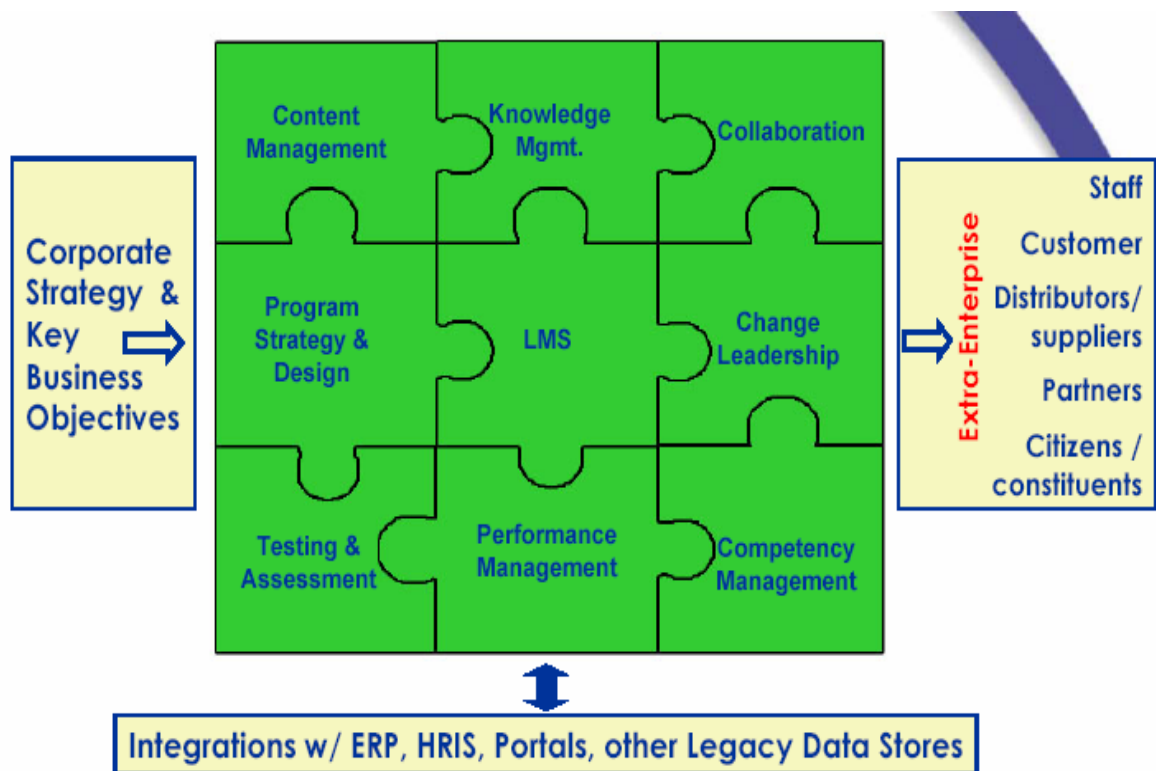 Corporate
Strategy &
Key
Business
Objectives
Content
Management
Knowledge
Mgmt.
Collaboration
Program
Strategy &
Design
LMS
Change
Leadership
Testing &
Assessment
Performance
Management
Competency
Management
Extra-Enterprise
Staff
Customer
Distributors/
suppliers
Partners
Citizens /
constituents
Integrations w/ ERP, HRIS, Portals, other Legacy Data Stores